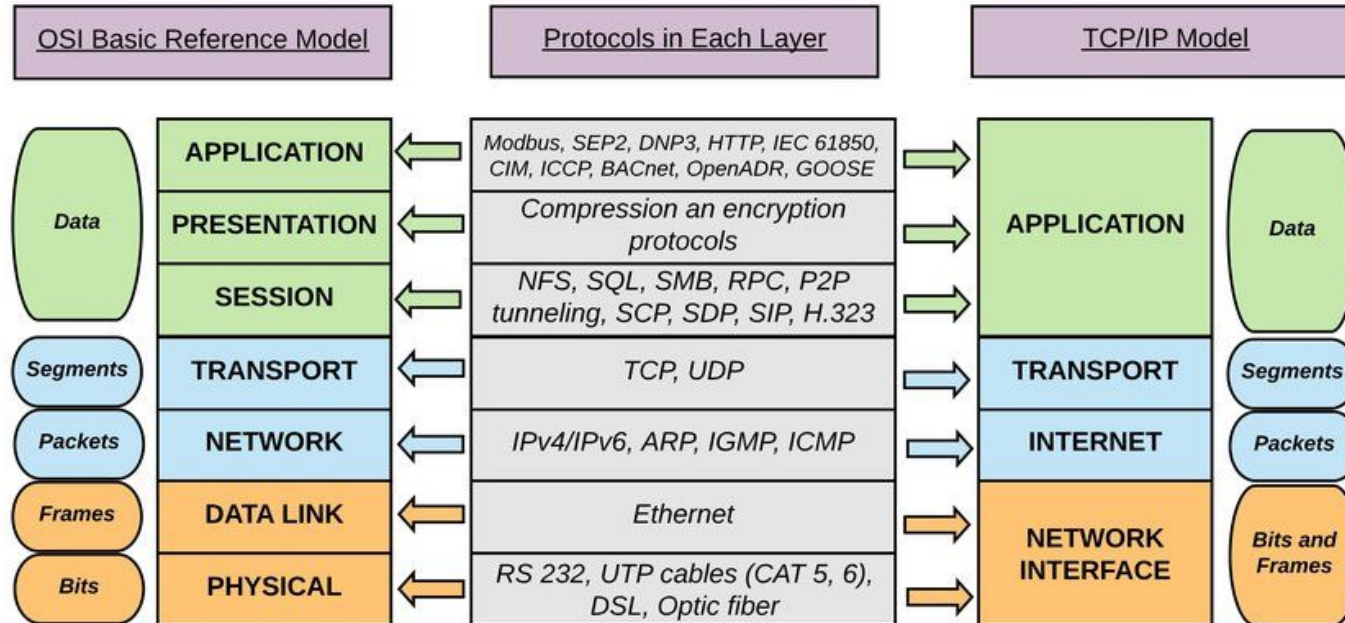 OSI Basic Reference Model
Protocols in Each Layer
TCP/IP Model
Data
APPLICATION
Modbus, SEP2, DNP3, HTTP, IEC 61850,
CIM, ICCP, BACnet, OpenADR, GOOSE
APPLICATION
Data
PRESENTATION
Compression an encryption
protocols
SESSION
NFS, SQL, SMB, RPC, P2P
tunneling, SCP, SDP, SIP, H.323
Segments
TRANSPORT
TCP, UDP
TRANSPORT
Segments
Packets
NETWORK
IPv4/IPv6, ARP, IGMP, ICMP
INTERNET
Packets
Frames
DATA LINK
Ethernet
NETWORK
INTERFACE
Bits and
Frames
Bits
PHYSICAL
RS 232, UTP cables (CAT 5, 6),
DSL, Optic fiber